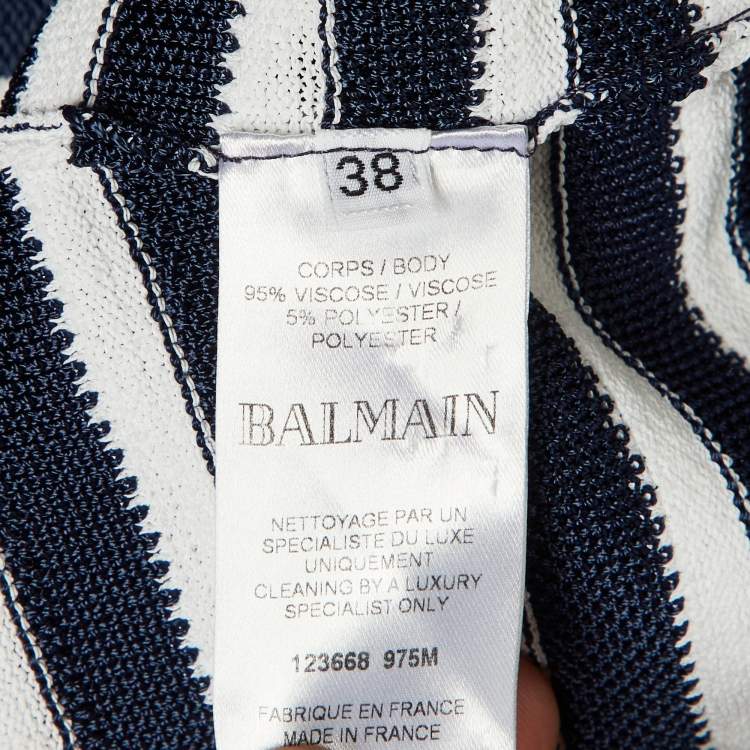 38
CORPS / BODY
95% VISCOSE / VISCOSE
5% POLYESTER /
POLYESTER
BALMAIN
NETTOYAGE PAR UN
SPECIALISTE DU LUXE
UNIQUEMENT
CLEANING BY A LUXURY
SPECIALIST ONLY
123668 975M
FABRIQUE EN FRANCE
MADE IN FRANCE